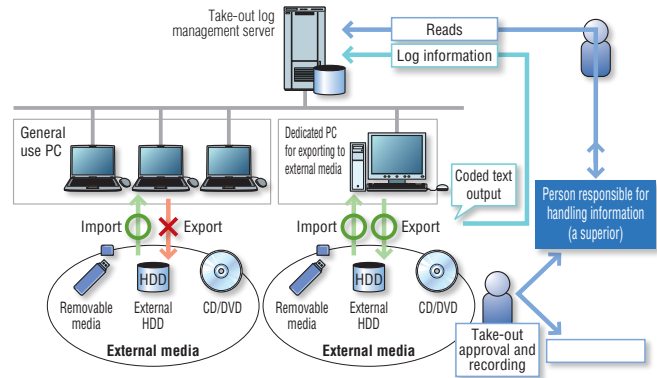 Take-out log
management server
Reads
Log information
General
use PC
Dedicated PC
for exporting to
external media
Coded text
output
Person responsible for
handling information
(a superior)
Import
Export
Import
Export
HDD
HDD
Removable
media
External
HDD
CD/DVD
External media
Removable
media
External
HDD
CD/DVD
External media
Take-out
approval and
recording